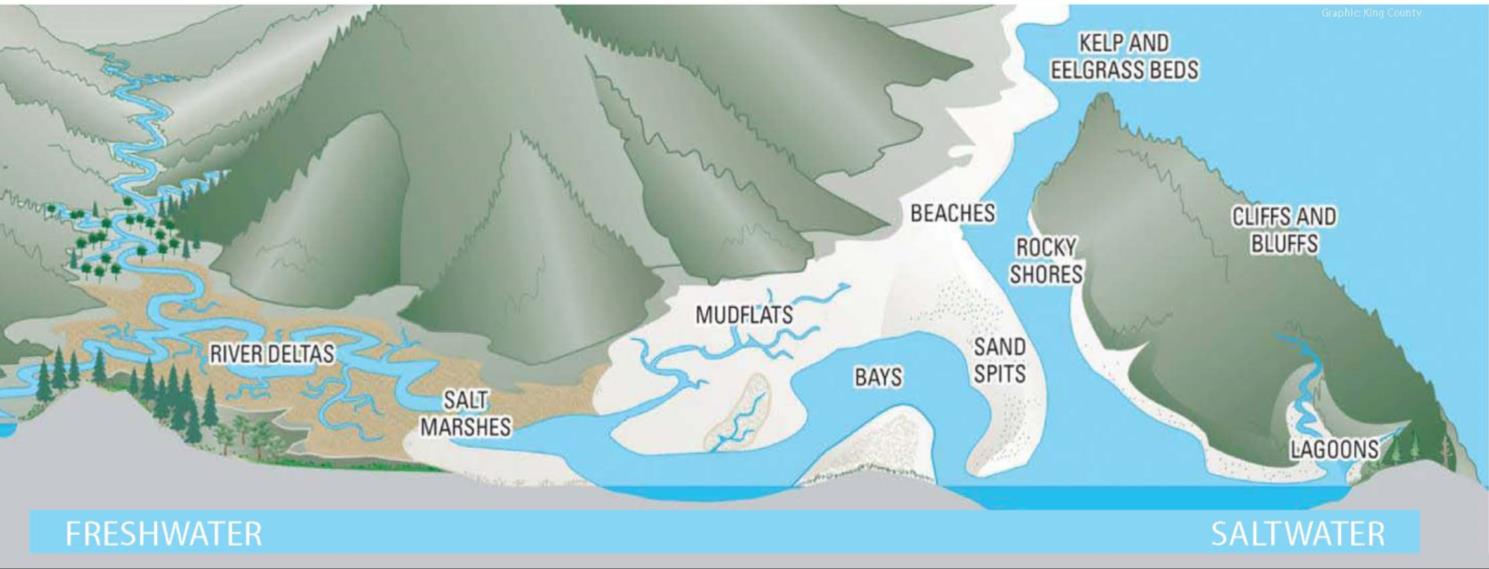 Graphic: King County
KELP AND
EELGRASS BEDS
BEACHES
CLIFFS AND
BLUFFS
ROCKY
SHORES
MUDFLATS
RIVER DELTAS
SAND
SPITS
BAYS
SALT
MARSHES
LAGOONS
FRESHWATER
SALTWATER